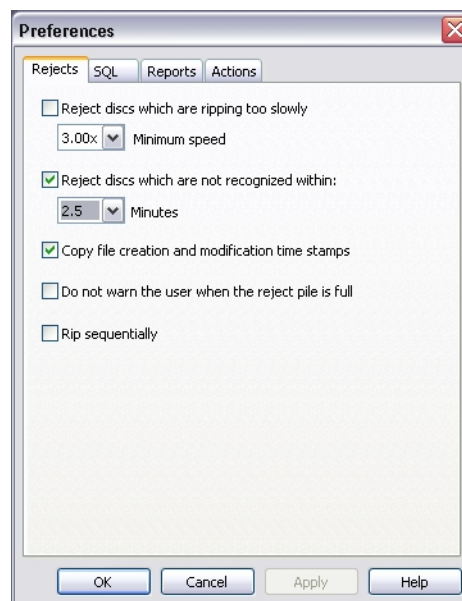 Preferences
Rejects SQL Reports Actions
Reject discs which are ripping too slowly
3.00x Minimum speed
Reject discs which are not recognized within:
2.5 Minutes
Copy file creation and modification time stamps
Do not warn the user when the reject pile is full
Rip sequentially
OK Cancel Apply Help